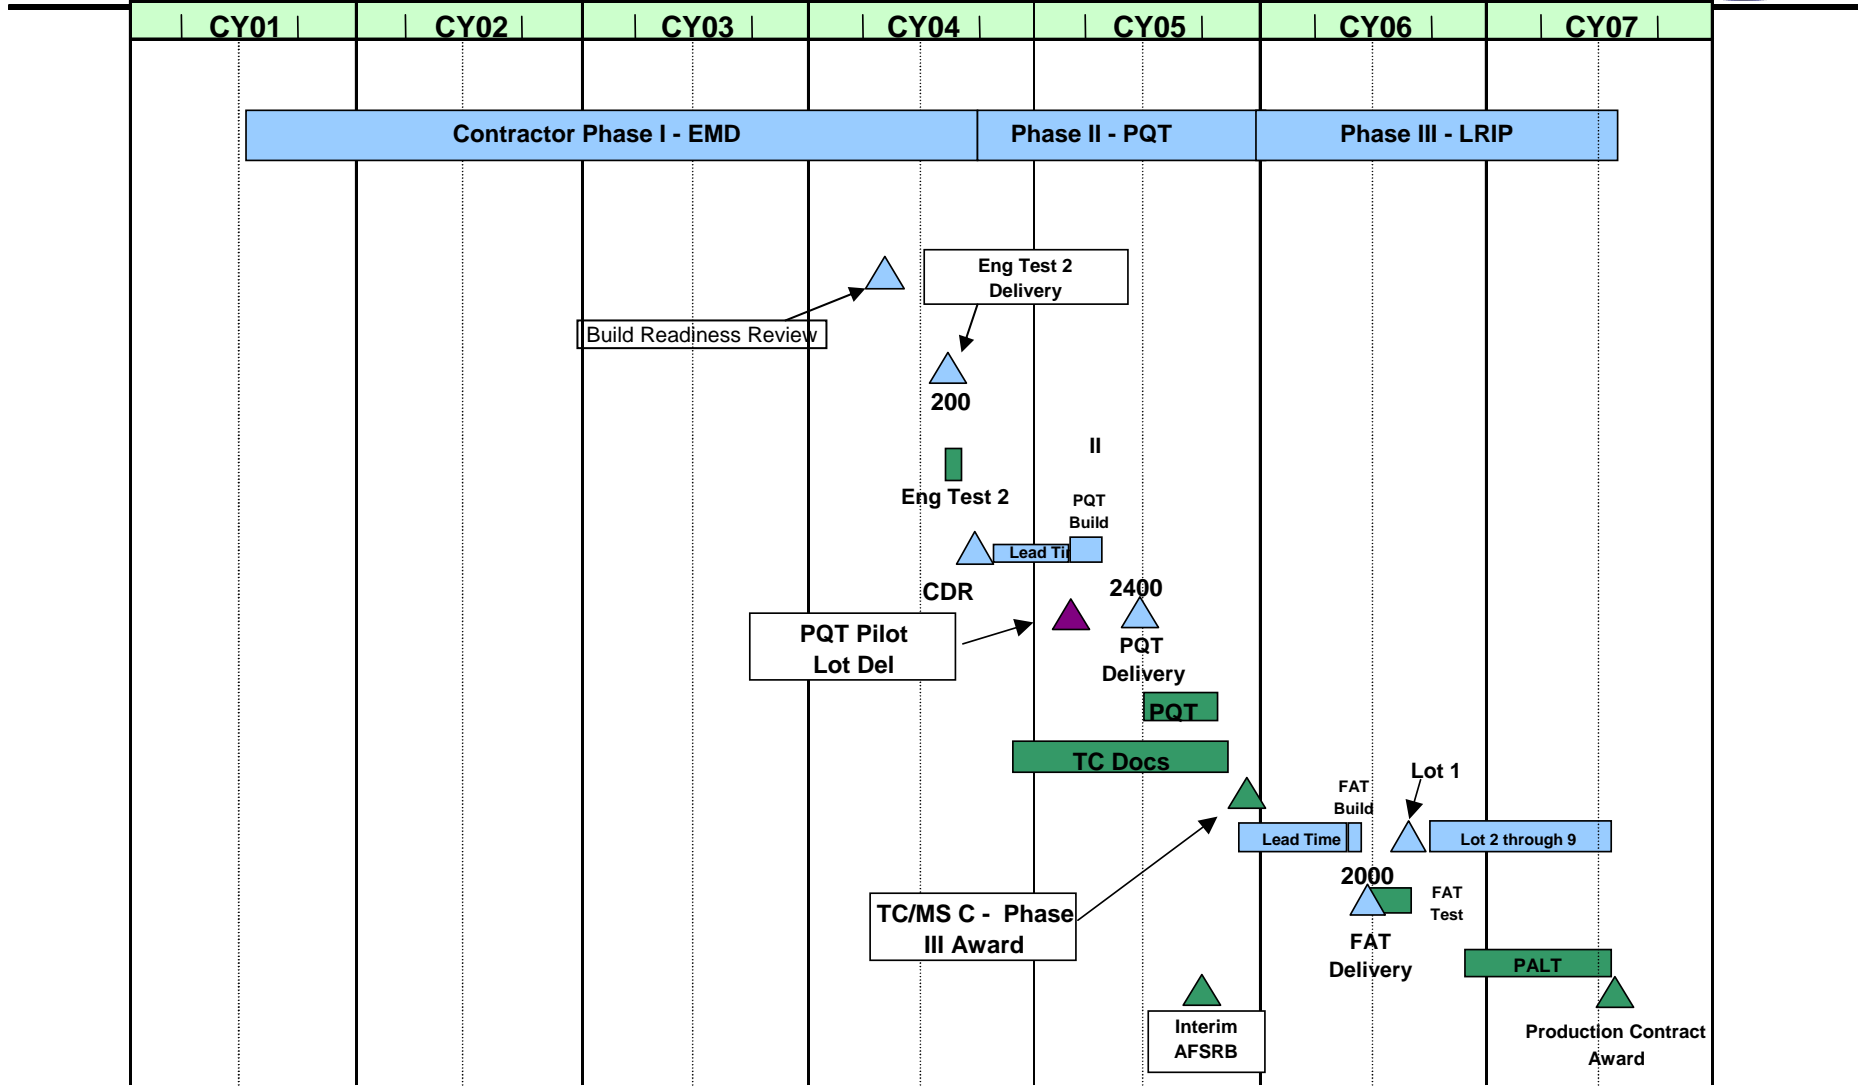 CY01 CY02 CY03 CY04 CY05 CY06 CY07
Contractor Phase I - EMD Phase II - PQT Phase III - LRIP
Eng Test 2
Delivery
Build Readiness Review
200
II
Eng Test 2
PQT
Build
Lead Ti
CDR
2400
PQT Pilot
Lot Del
PQT
Delivery
PQT
TC Docs
Lot 1
FAT
Build
Lead Time
Lot 2 through 9
2000
FAT
Test
TC/MS C - Phase
III Award
FAT
Delivery
PALT
Interim
AFSRB
Production Contract
Award